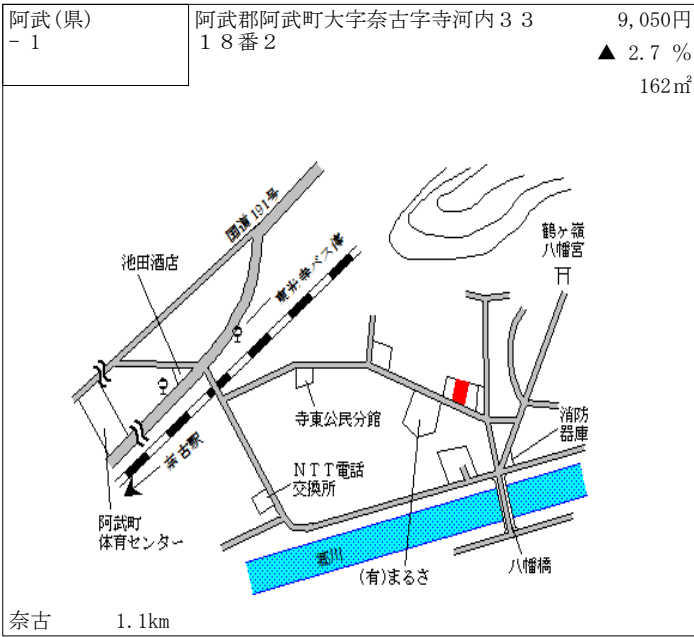 阿武(県)
- 1
阿武郡阿武町大字奈古字寺河内33
18番2
9,050円
▲ 2.7 %
162㎡
国道191号
池田酒店
東光寺バス停
鶴ヶ嶺
八幡宮
寺東公民分館
消防
器庫
奈古駅
NTT電話
交換所
阿武町
体育センター
郷川
(有)まるさ
八幡橋
奈古 1.1km